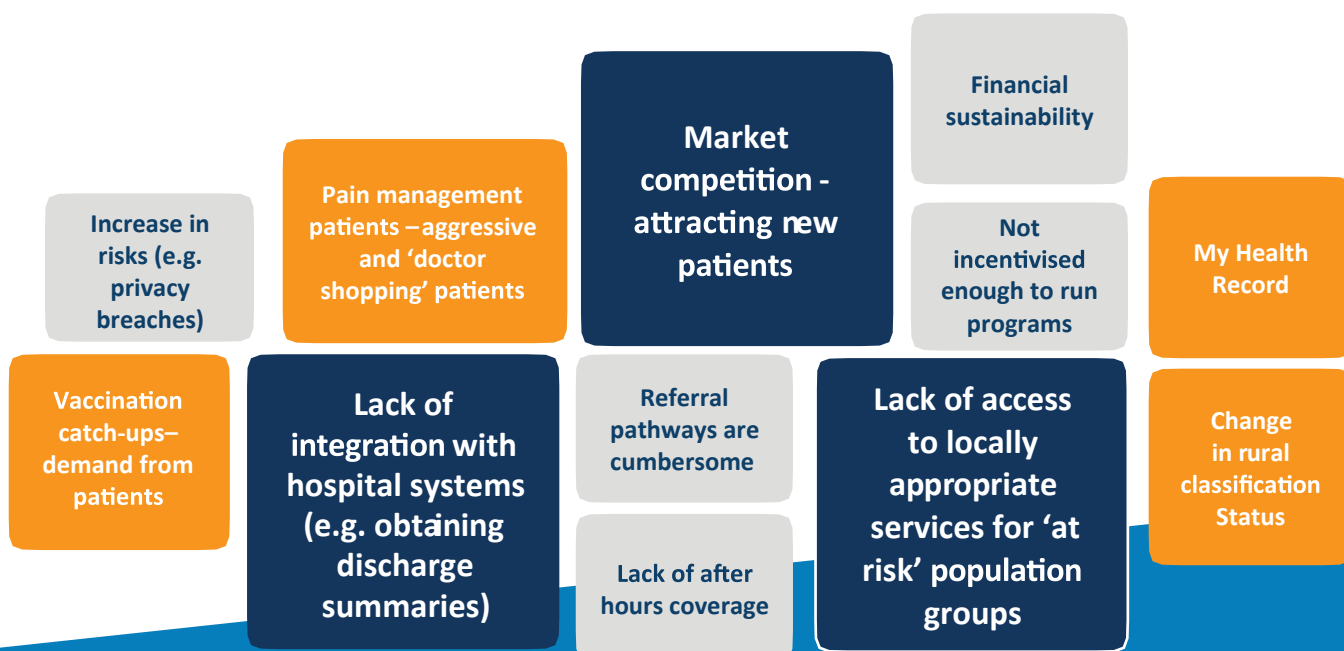 Increase in
risks (e.g.
privacy
breaches)
Pain management
patients – aggressive
and ‘doctor
shopping’ patients
Market
competition -
attracting new
patients
Financial
sustainability
Not
incentivised
enough to run
programs
My Health
Record
Vaccination
catch-ups–
demand from
patients
Lack of
integration with
hospital systems
(e.g. obtaining
discharge
summaries)
Referral
pathways are
cumbersome
Lack of after
hours coverage
Lack of access
to locally
appropriate
services for ‘at
risk’ population
groups
Change
in rural
classification
Status